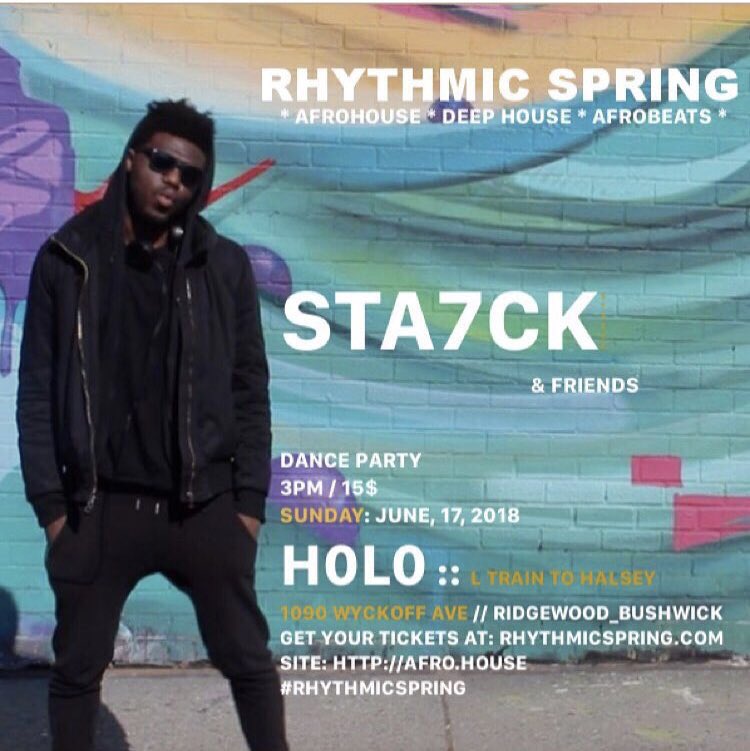 RHYTHMIC SPRING
* AFROHOUSE * DEEP HOUSE * AFROBEATS *
STA7CK
& FRIENDS
DANCE PARTY
3PM / 15$
SUNDAY: JUNE, 17, 2018
H0L0 :: L TRAIN TO HALSEY
1090 WYCKOFF AVE // RIDGEWOOD_BUSHWICK
GET YOUR TICKETS AT: RHYTHMICSPRING.COM
SITE: HTTP://AFRO.HOUSE
#RHYTHMICSPRING